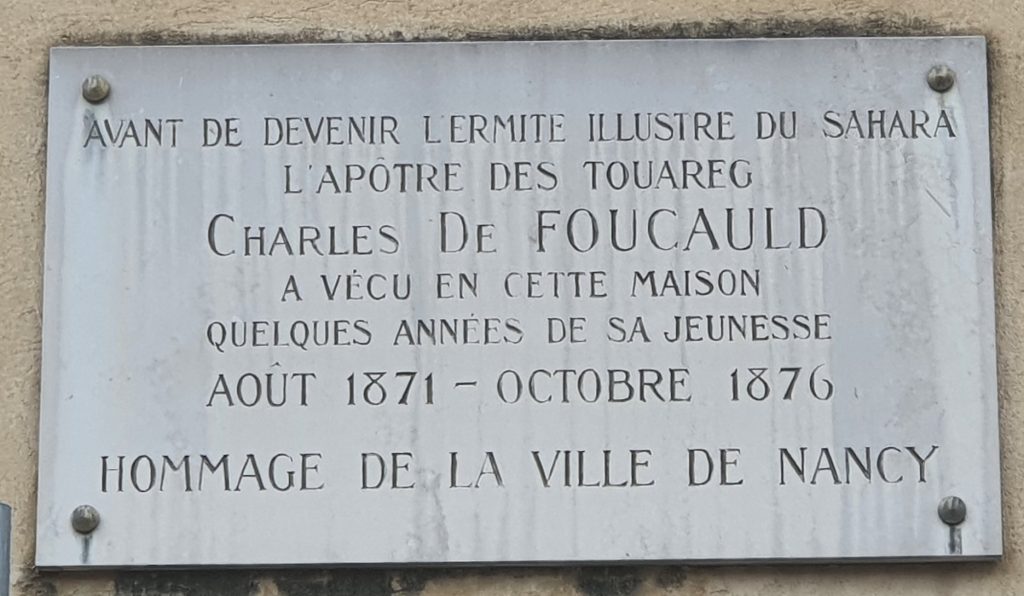 AVANT DE DEVENIR L'ERMITE ILLUSTRE DU SAHARA
L'APÔTRE DES TOUAREG
CHARLES DE FOUCAULD
A VÉCU EN CETTE MAISON
QUELQUES ANNÉES DE SA JEUNESSE
AOÛT 1871 - OCTOBRE 1876
HOMMAGE DE LA VILLE DE NANCY